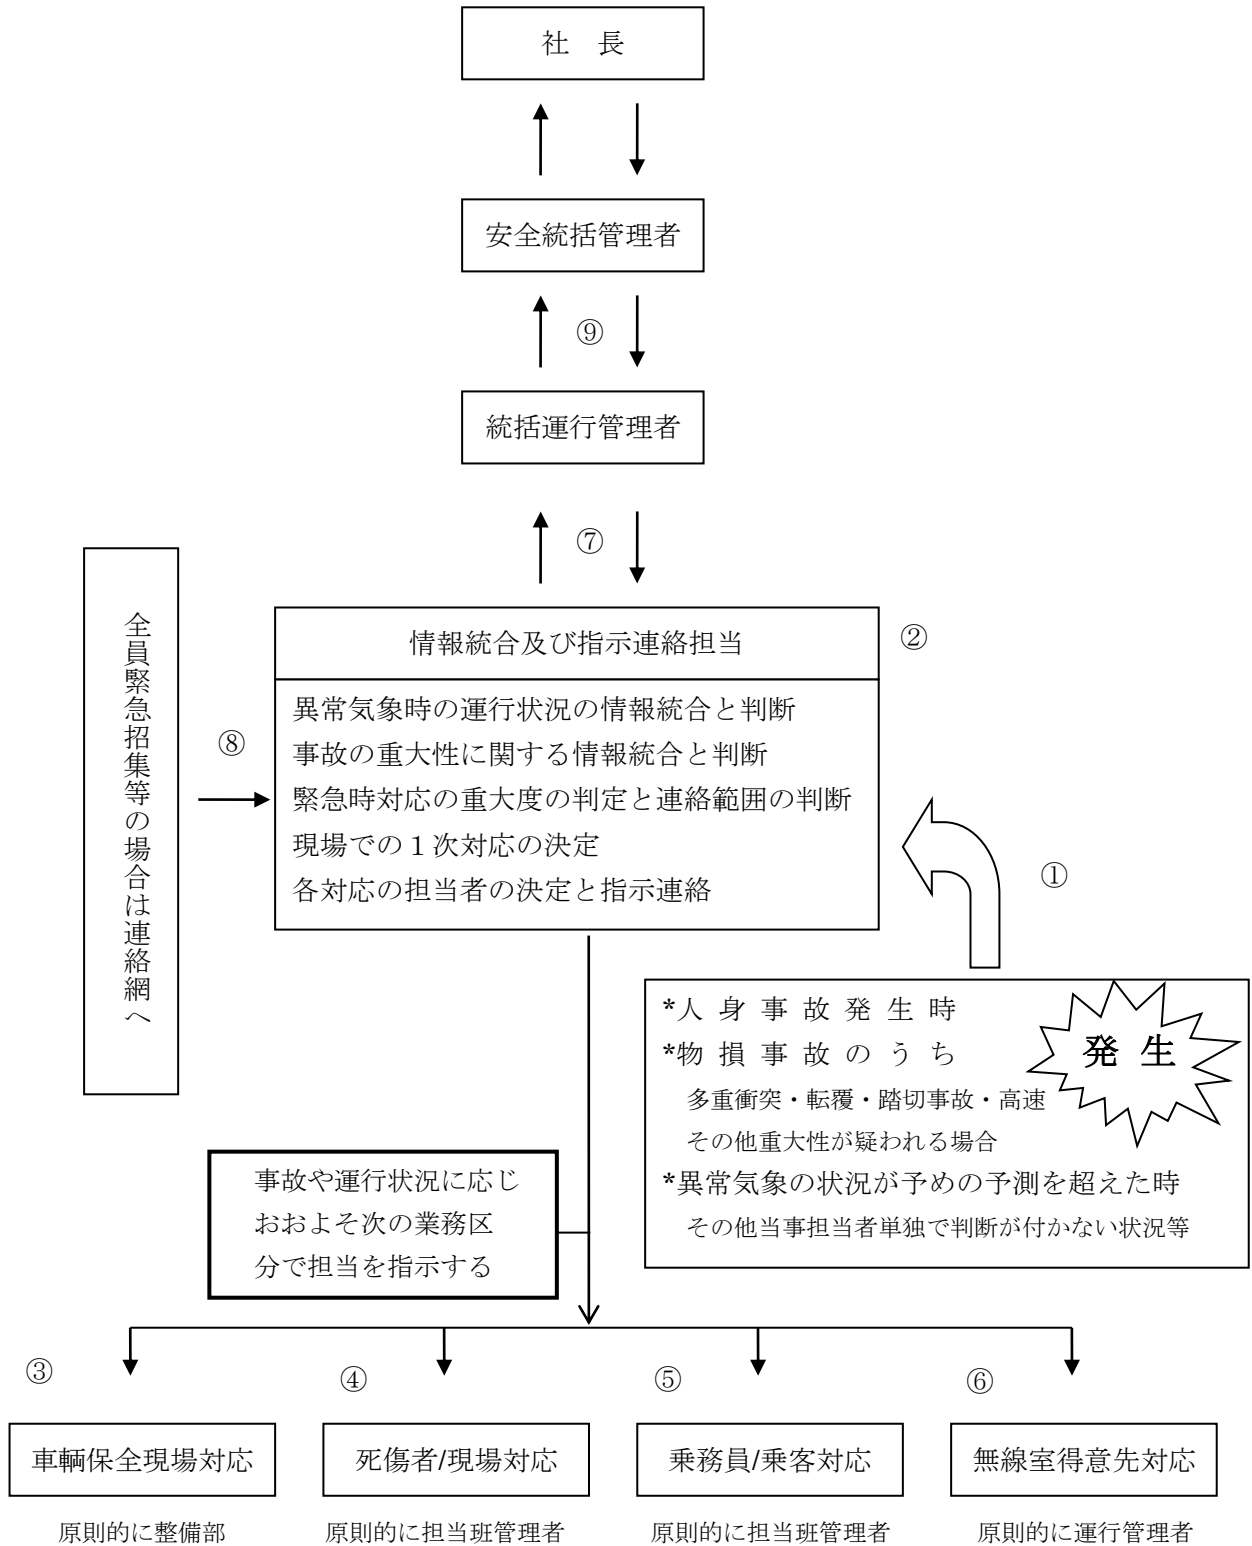 社　長
安全統括管理者
⑨
統括運行管理者
⑦
全員緊急招集等の場合は連絡網へ
⑧
情報統合及び指示連絡担当
②
異常気象時の運行状況の情報統合と判断
事故の重大性に関する情報統合と判断
緊急時対応の重大度の判定と連絡範囲の判断
現場での１次対応の決定
各対応の担当者の決定と指示連絡
①
*人身事故発生時
*物損事故のうち
多重衝突・転覆・踏切事故・高速
その他重大性が疑われる場合
*異常気象の状況が予めの予測を超えた時
その他当事担当者単独で判断が付かない状況等
発生
事故や運行状況に応じ
おおよそ次の業務区
分で担当を指示する
③
④
⑤
⑥
車輌保全現場対応
死傷者/現場対応
乗務員/乗客対応
無線室得意先対応
原則的に整備部
原則的に担当班管理者
原則的に担当班管理者
原則的に運行管理者